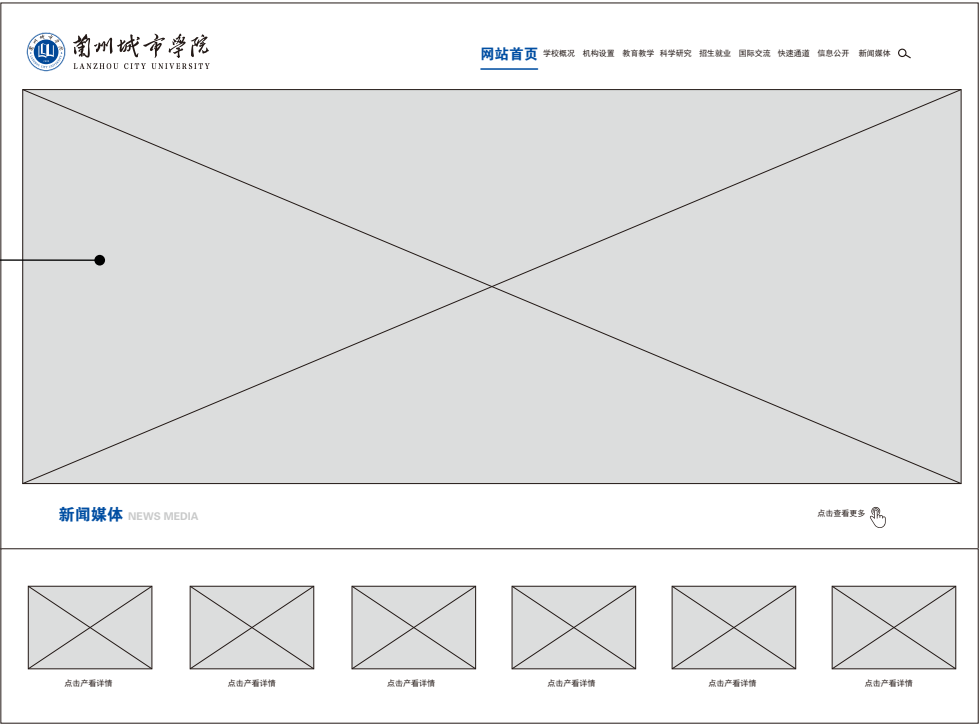 兰州城市学院
LANZHOU CITY UNIVERSITY
网站首页 学校概况 机构设置 教育教学 科学研究 招生就业 国际交流 快速通道 信息公开 新闻媒体
新闻媒体 NEWS MEDIA
点击查看更多
点击产看详情 点击产看详情 点击产看详情 点击产看详情 点击产看详情 点击产看详情